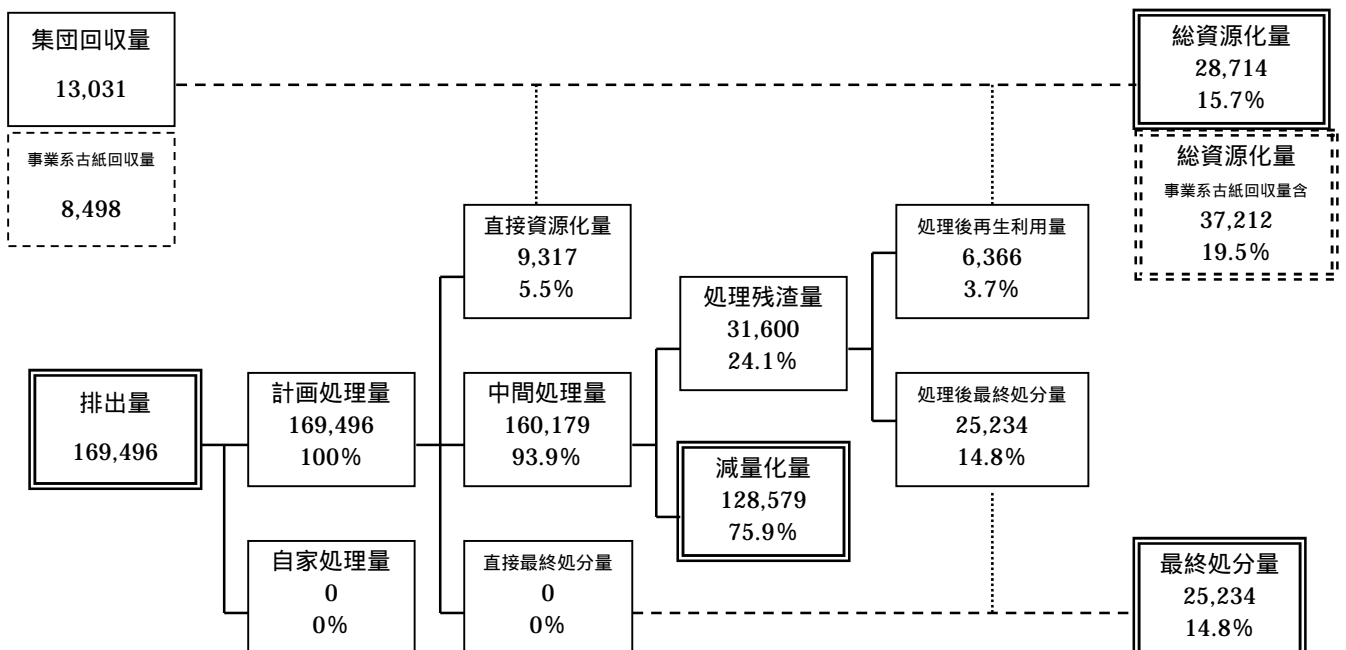 集団回収量
13,031
事業系古紙回収量
8,498
総資源化量
28,714
15.7%
総資源化量
事業系古紙回収量含
37,212
19.5%
直接資源化量
9,317
5.5%
処理後再生利用量
6,366
3.7%
処理残渣量
31,600
24.1%
排出量
169,496
計画処理量
169,496
100%
中間処理量
160,179
93.9%
処理後最終処分量
25,234
14.8%
減量化量
128,579
75.9%
自家処理量
0
0%
直接最終処分量
0
0%
最終処分量
25,234
14.8%